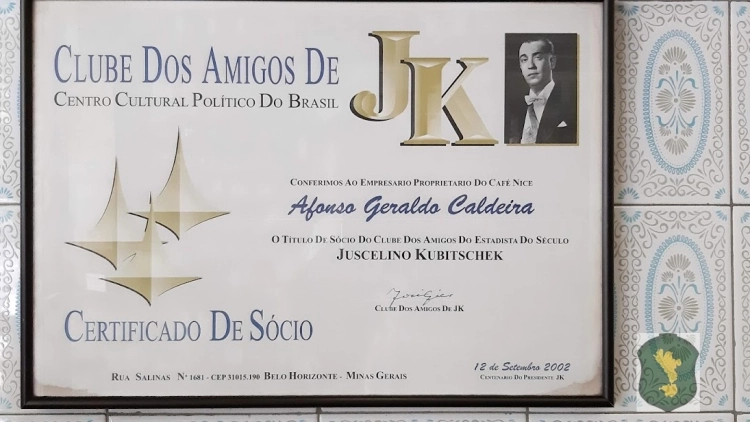 CLUBE DOS AMIGOS DE JK
CENTRO CULTURAL POLÍTICO DO BRASIL
CONFERIMOS AO EMPRESARIO PROPRIETARIO DO CAFÉ NICE
Afonso Geraldo Caldeira
O TÍTULO DE SÓCIO DO CLUBE DOS AMIGOS DO ESTADISTA DO SÉCULO
JUSCELINO KUBITSCHEK
CLUBE DOS AMIGOS DE JK
CERTIFICADO DE SÓCIO
12 de Setembro 2002
CENTENARIO DO PRESIDENTE JK
RUA SALINAS Nº 1681 - CEP 31015.190 BELO HORIZONTE - MINAS GERAIS